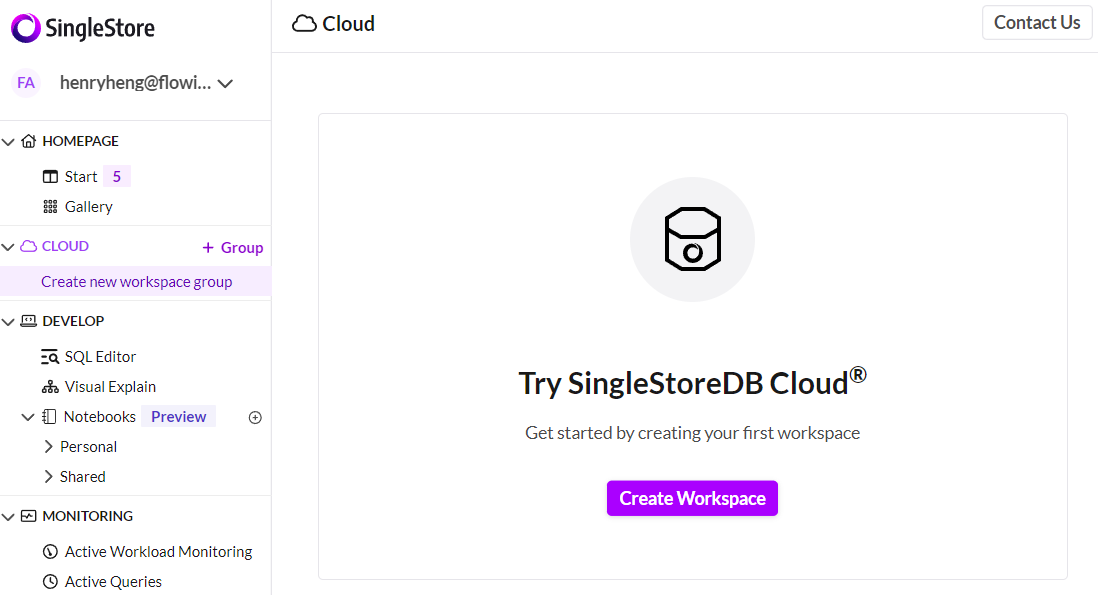 SingleStore
FA henryheng@flowi...
HOMEPAGE
Start 5
Gallery
CLOUD + Group
Create new workspace group
DEVELOP
SQL Editor
Visual Explain
Notebooks Preview
Personal
Shared
MONITORING
Active Workload Monitoring
Active Queries
Cloud
Contact Us
Try SingleStoreDB Cloud®
Get started by creating your first workspace
Create Workspace